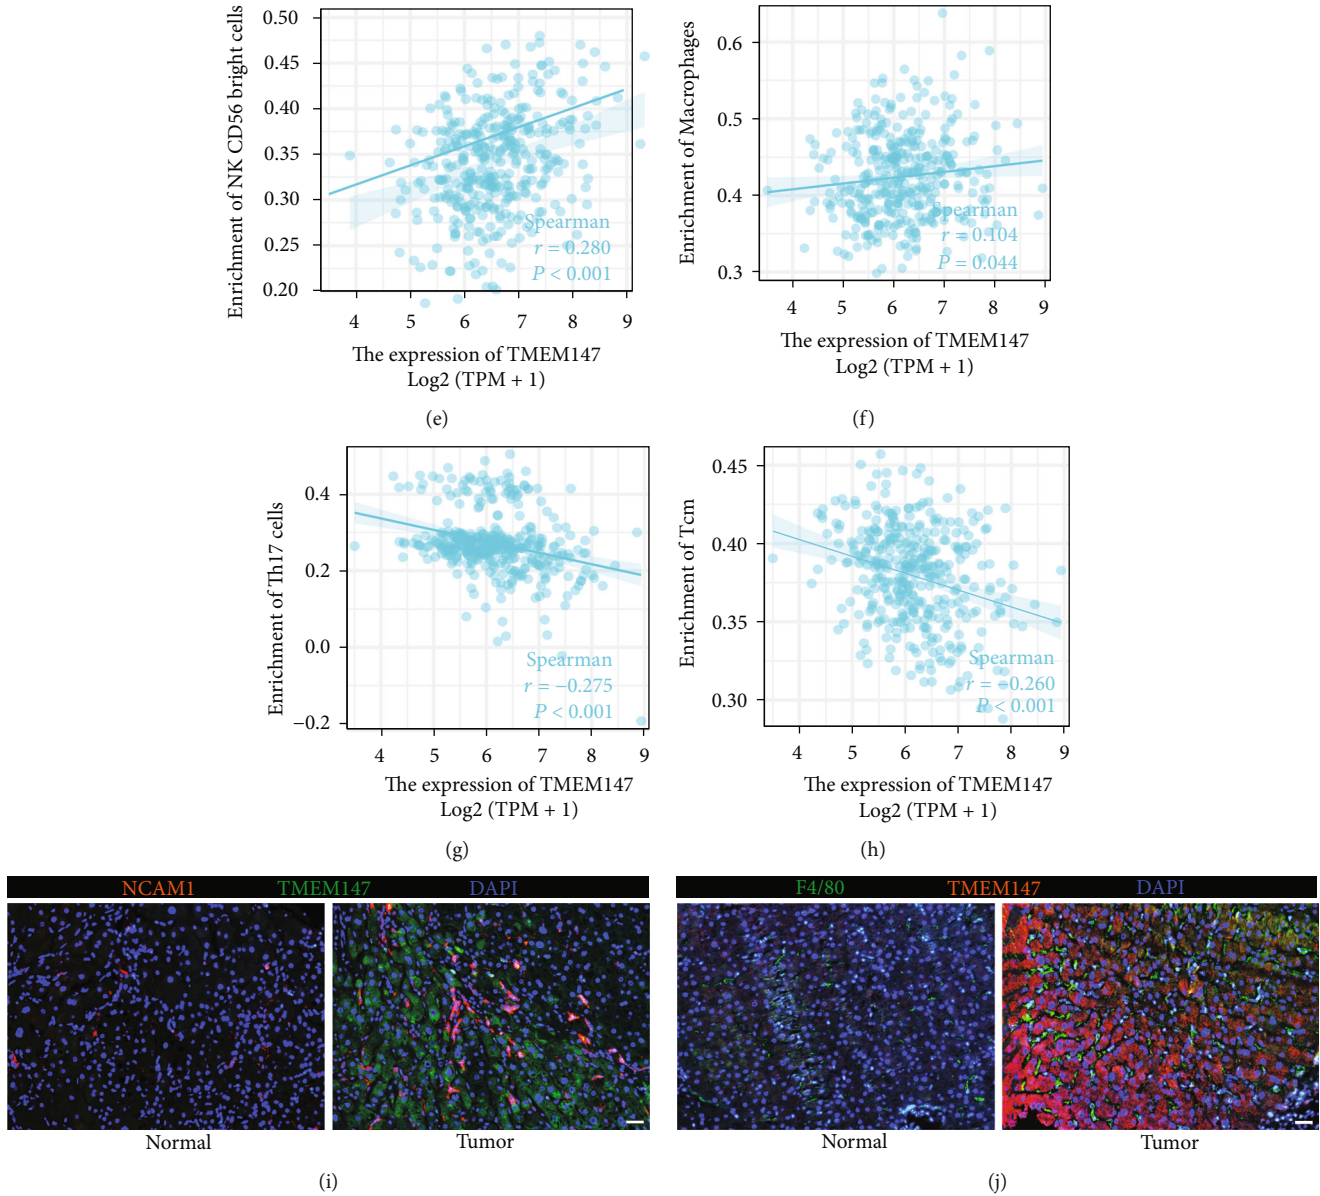 Enrichment of NK CD56 bright cells
0.50
0.45
0.40
0.35
0.30
0.25
0.20
Spearman
r = 0.280
P < 0.001
4 5 6 7 8 9
The expression of TMEM147
Log2 (TPM + 1)
(e)
Enrichment of Macrophages
0.6
0.5
0.4
0.3
Spearman
r = 0.104
P = 0.044
4 5 6 7 8 9
The expression of TMEM147
Log2 (TPM + 1)
(f)
Enrichment of Th17 cells
0.4
0.2
0.0
−0.2
Spearman
r = −0.275
P < 0.001
4 5 6 7 8 9
The expression of TMEM147
Log2 (TPM + 1)
(g)
Enrichment of Tcm
0.45
0.40
0.35
0.30
Spearman
r = −0.260
P < 0.001
4 5 6 7 8 9
The expression of TMEM147
Log2 (TPM + 1)
(h)
NCAM1 TMEM147 DAPI
Normal Tumor
(i)
F4/80 TMEM147 DAPI
Normal Tumor
(j)